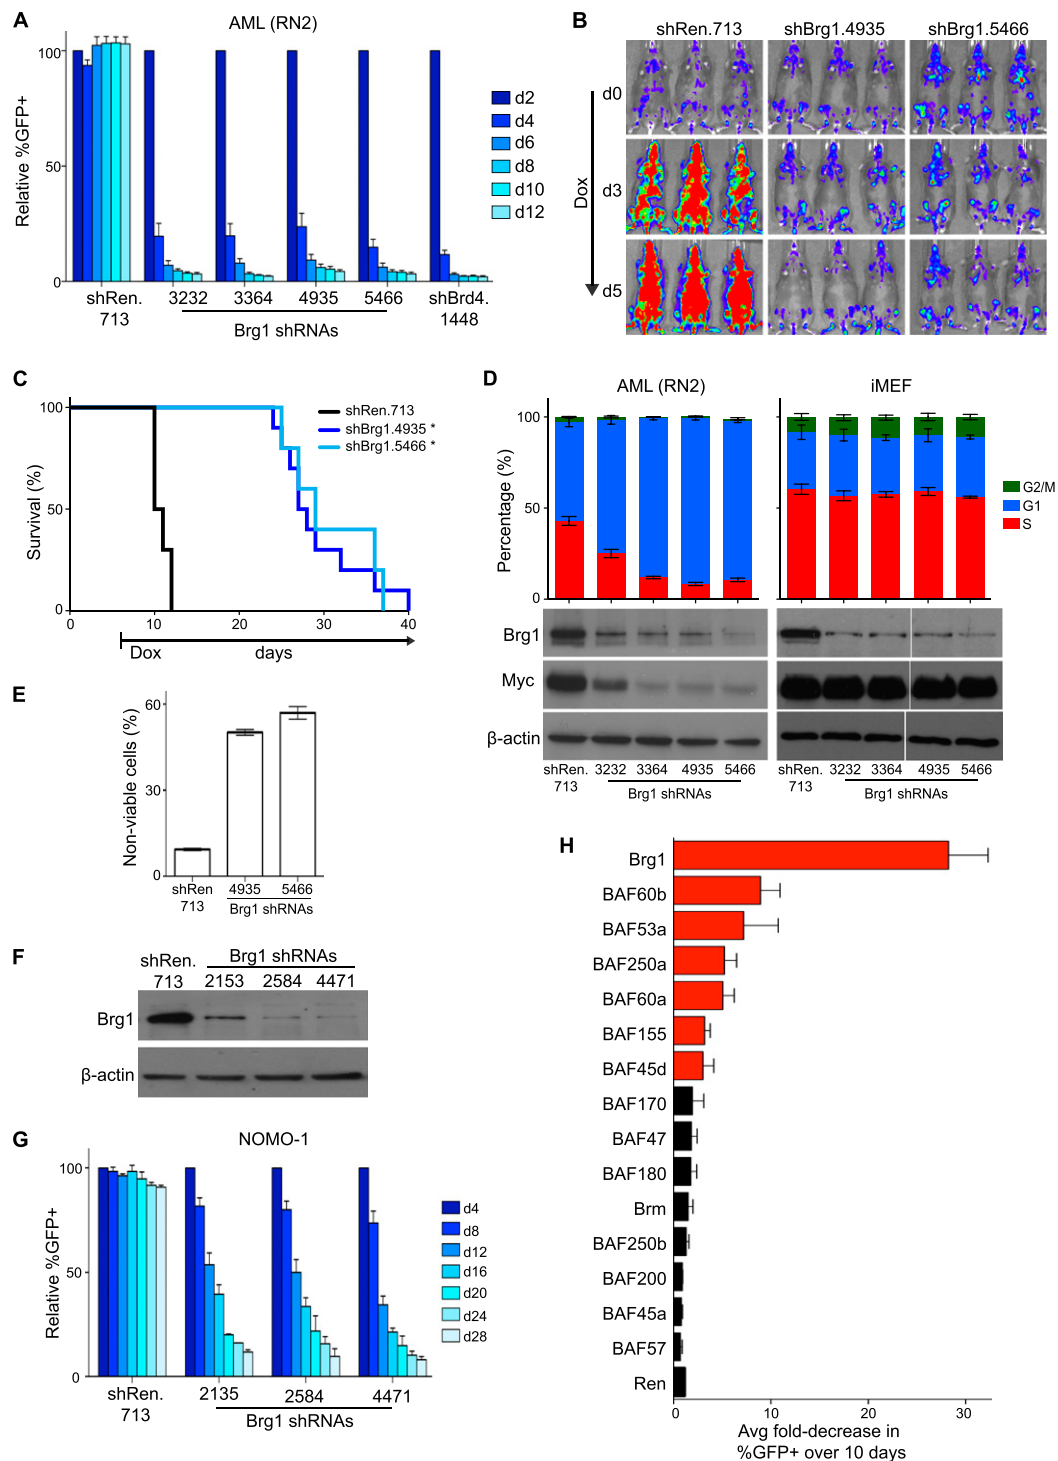 A
AML (RN2)
Relative %GFP+
100
50
0
d2
d4
d6
d8
d10
d12
shRen.
713
3232
3364
4935
5466
shBrd4.
1448
Brg1 shRNAs
B
shRen.713
shBrg1.4935
shBrg1.5466
d0
d3
d5
Dox
C
Survival (%)
100
50
0
shRen.713
shBrg1.4935 *
shBrg1.5466 *
0
10
20
30
40
Dox
days
D
AML (RN2)
iMEF
Percentage (%)
100
50
0
G2/M
G1
S
Brg1
Myc
β-actin
shRen.
713
3232
3364
4935
5466
Brg1 shRNAs
shRen.
713
3232
3364
4935
5466
Brg1 shRNAs
E
Non-viable cells (%)
60
30
0
shRen
713
4935
5466
Brg1 shRNAs
F
shRen.
713
Brg1 shRNAs
2153
2584
4471
Brg1
β-actin
G
NOMO-1
Relative %GFP+
100
50
0
d4
d8
d12
d16
d20
d24
d28
shRen.
713
2135
2584
4471
Brg1 shRNAs
H
Brg1
BAF60b
BAF53a
BAF250a
BAF60a
BAF155
BAF45d
BAF170
BAF47
BAF180
Brm
BAF250b
BAF200
BAF45a
BAF57
Ren
0
10
20
30
Avg fold-decrease in
%GFP+ over 10 days